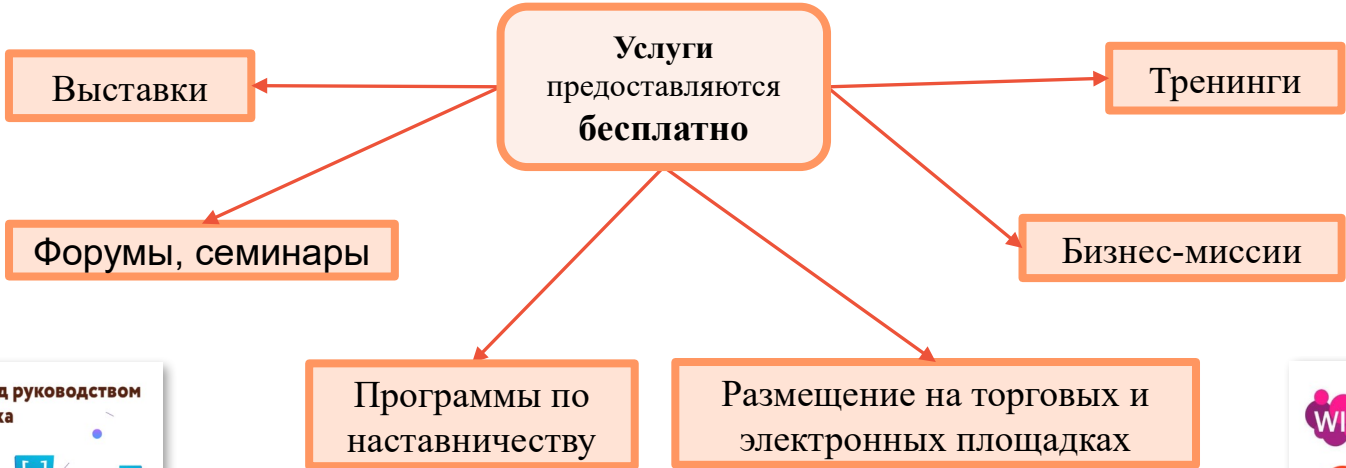 Услуги
предоставляются
бесплатно
Выставки
Тренинги
Форумы, семинары
Бизнес-миссии
Программы по
наставничеству
Размещение на торговых и
электронных площадках
руководством